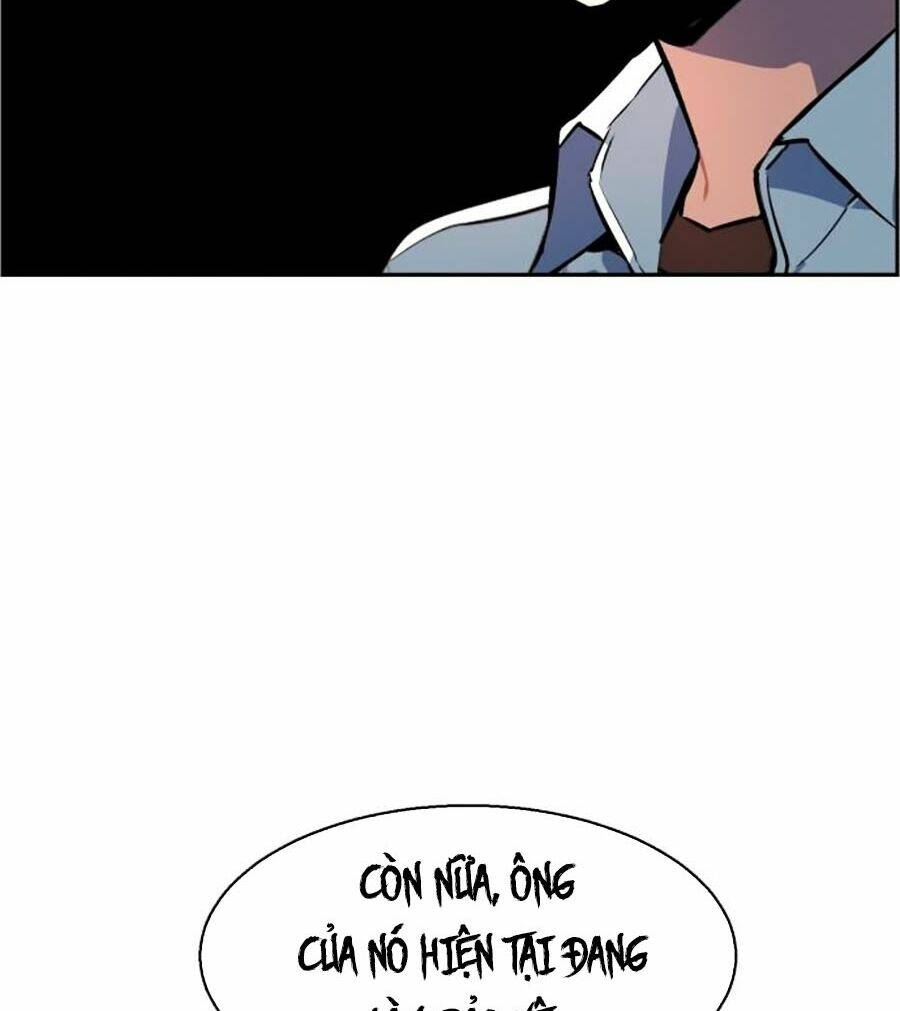 CÒN NỮA, ÔNG
CỦA NÓ HIỆN TẠI ĐANG